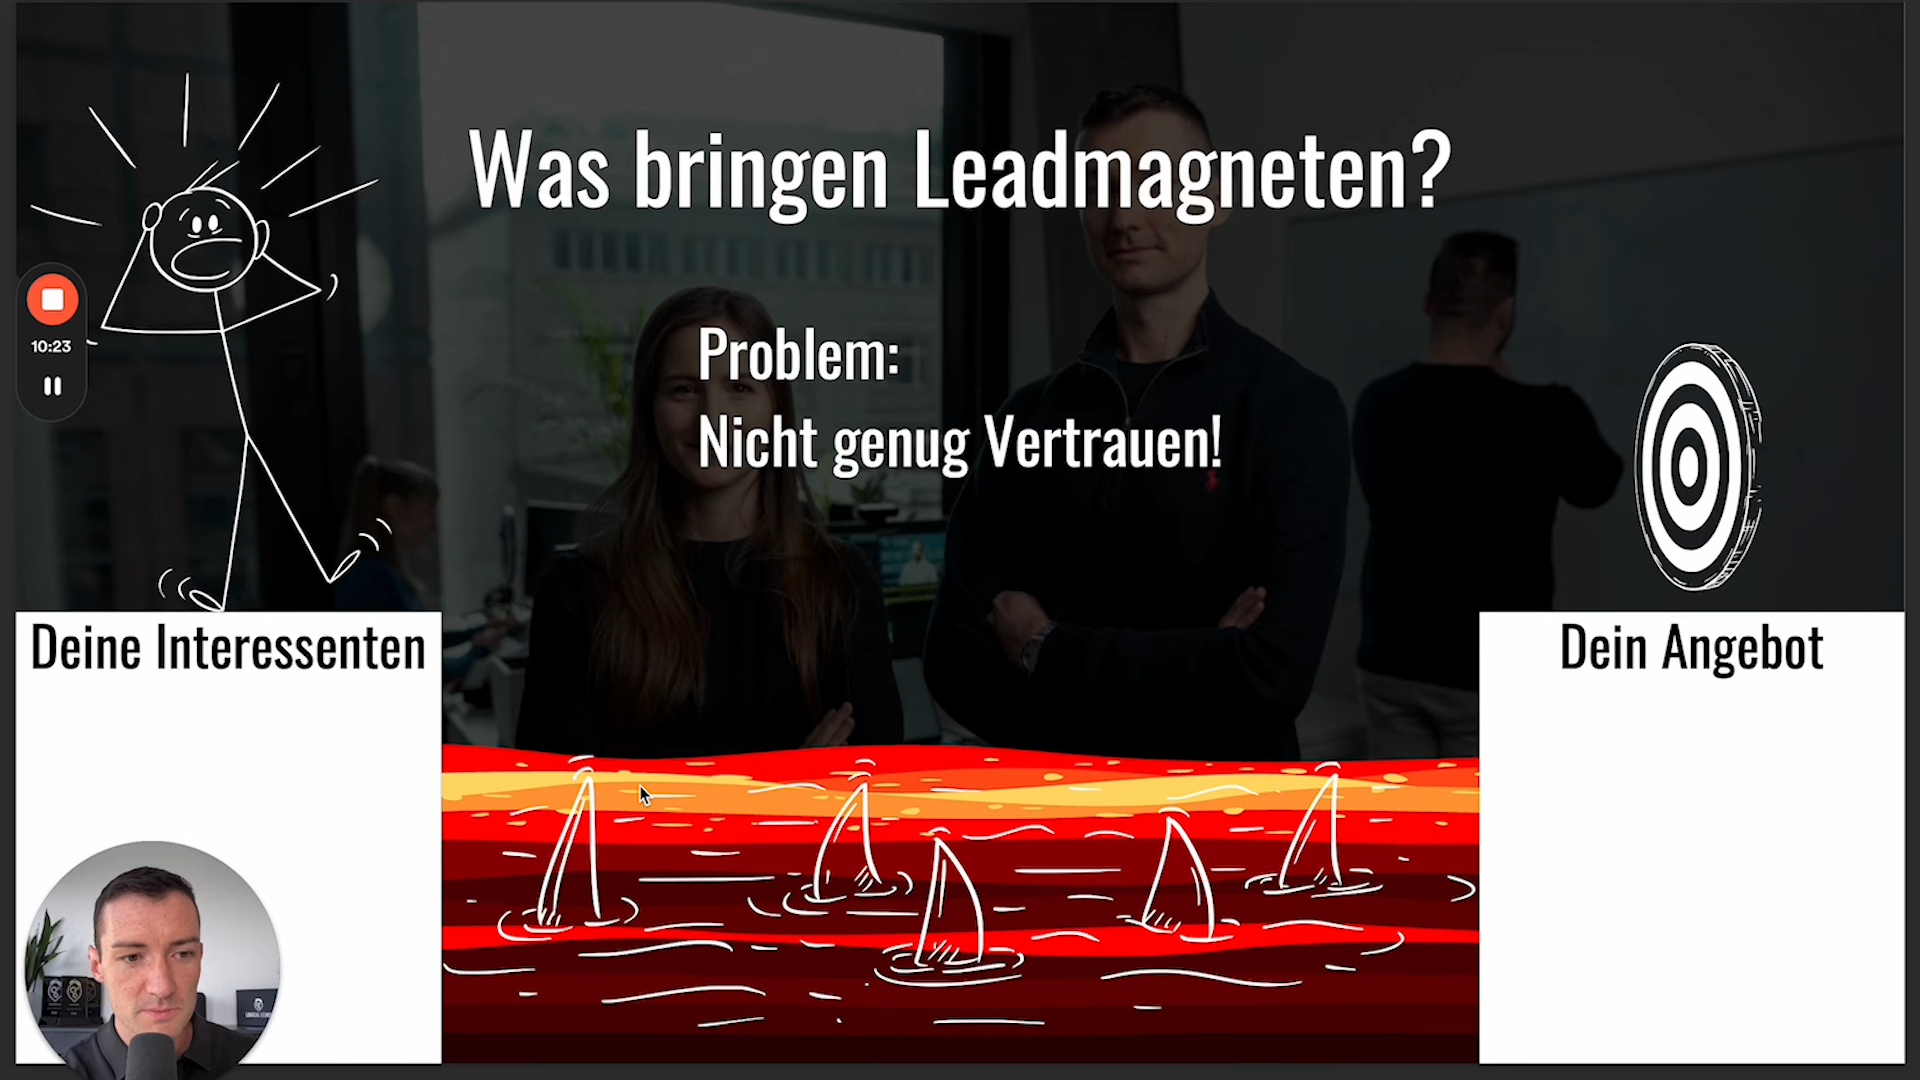 Was bringen Leadmagneten?
10:23
Problem:
Nicht genug Vertrauen!
Deine Interessenten
Dein Angebot